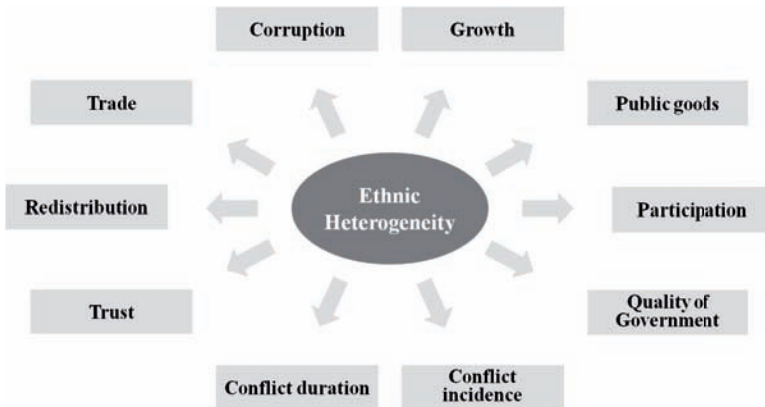 Corruption
Growth
Trade
Public goods
Ethnic
Heterogeneity
Redistribution
Participation
Trust
Quality of
Government
Conflict duration
Conflict
incidence